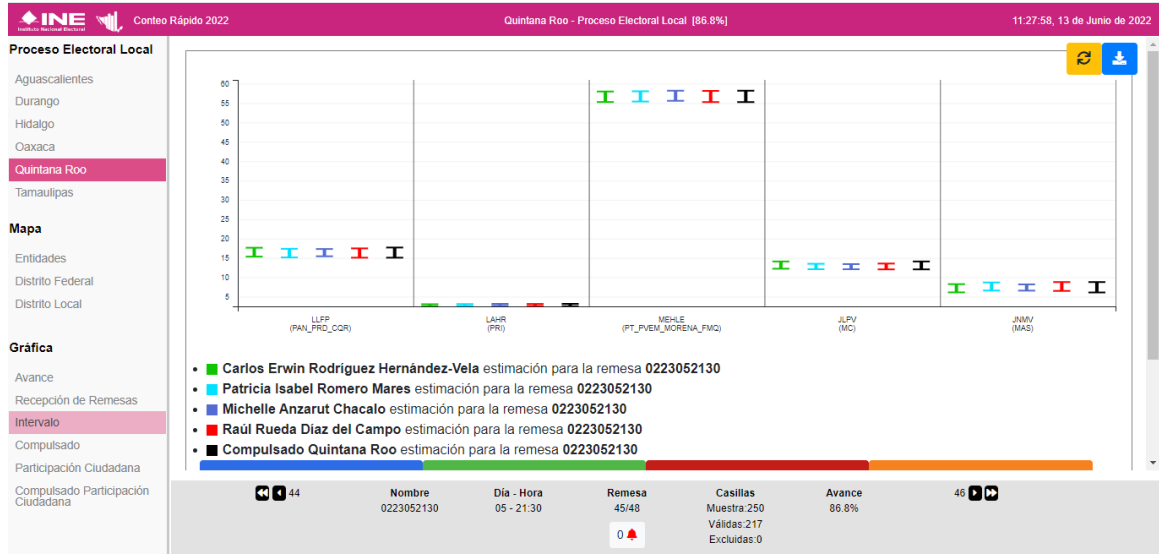 INE
Instituto Nacional Electoral
Conteo Rápido 2022
Quintana Roo - Proceso Electoral Local [86.8%]
11:27:58, 13 de Junio de 2022
Proceso Electoral Local
Aguascalientes
Durango
Hidalgo
Oaxaca
Quintana Roo
Tamaulipas
Mapa
Entidades
Distrito Federal
Distrito Local
Gráfica
Avance
Recepción de Remesas
Intervalo
Compulsado
Participación Ciudadana
Compulsado Participación
Ciudadana
60
55
50
45
40
35
30
25
20
15
10
5
LLFP
(PAN_PRD_CQR)
LAHR
(PRI)
MEHLE
(PT_PVEM_MORENA_FMQ)
JLPV
(MC)
JNMV
(MAS)
Carlos Erwin Rodríguez Hernández-Vela estimación para la remesa 0223052130
Patricia Isabel Romero Mares estimación para la remesa 0223052130
Michelle Anzarut Chacalo estimación para la remesa 0223052130
Raúl Rueda Díaz del Campo estimación para la remesa 0223052130
Compulsado Quintana Roo estimación para la remesa 0223052130
44
Nombre
0223052130
Día - Hora
05 - 21:30
Remesa
45/48
0
Casillas
Muestra:250
Válidas:217
Excluidas:0
Avance
86.8%
46